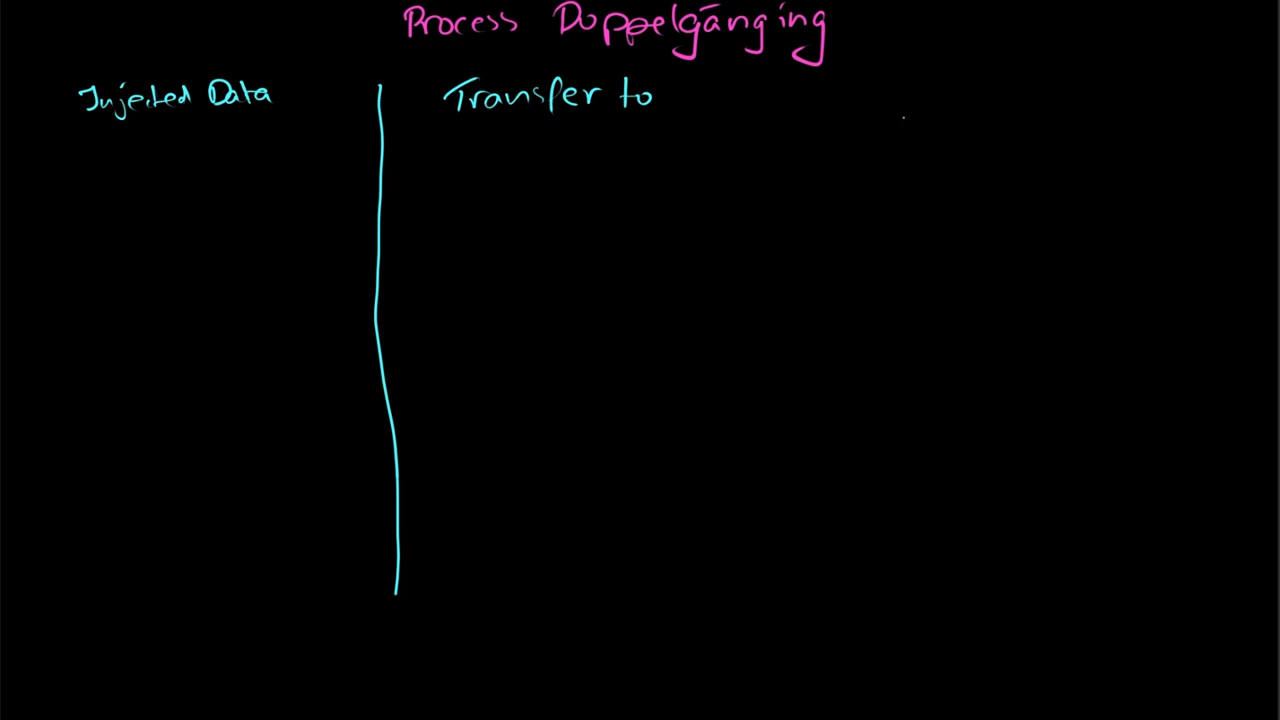 Process Doppelgänging
Injected Data
Transfer to